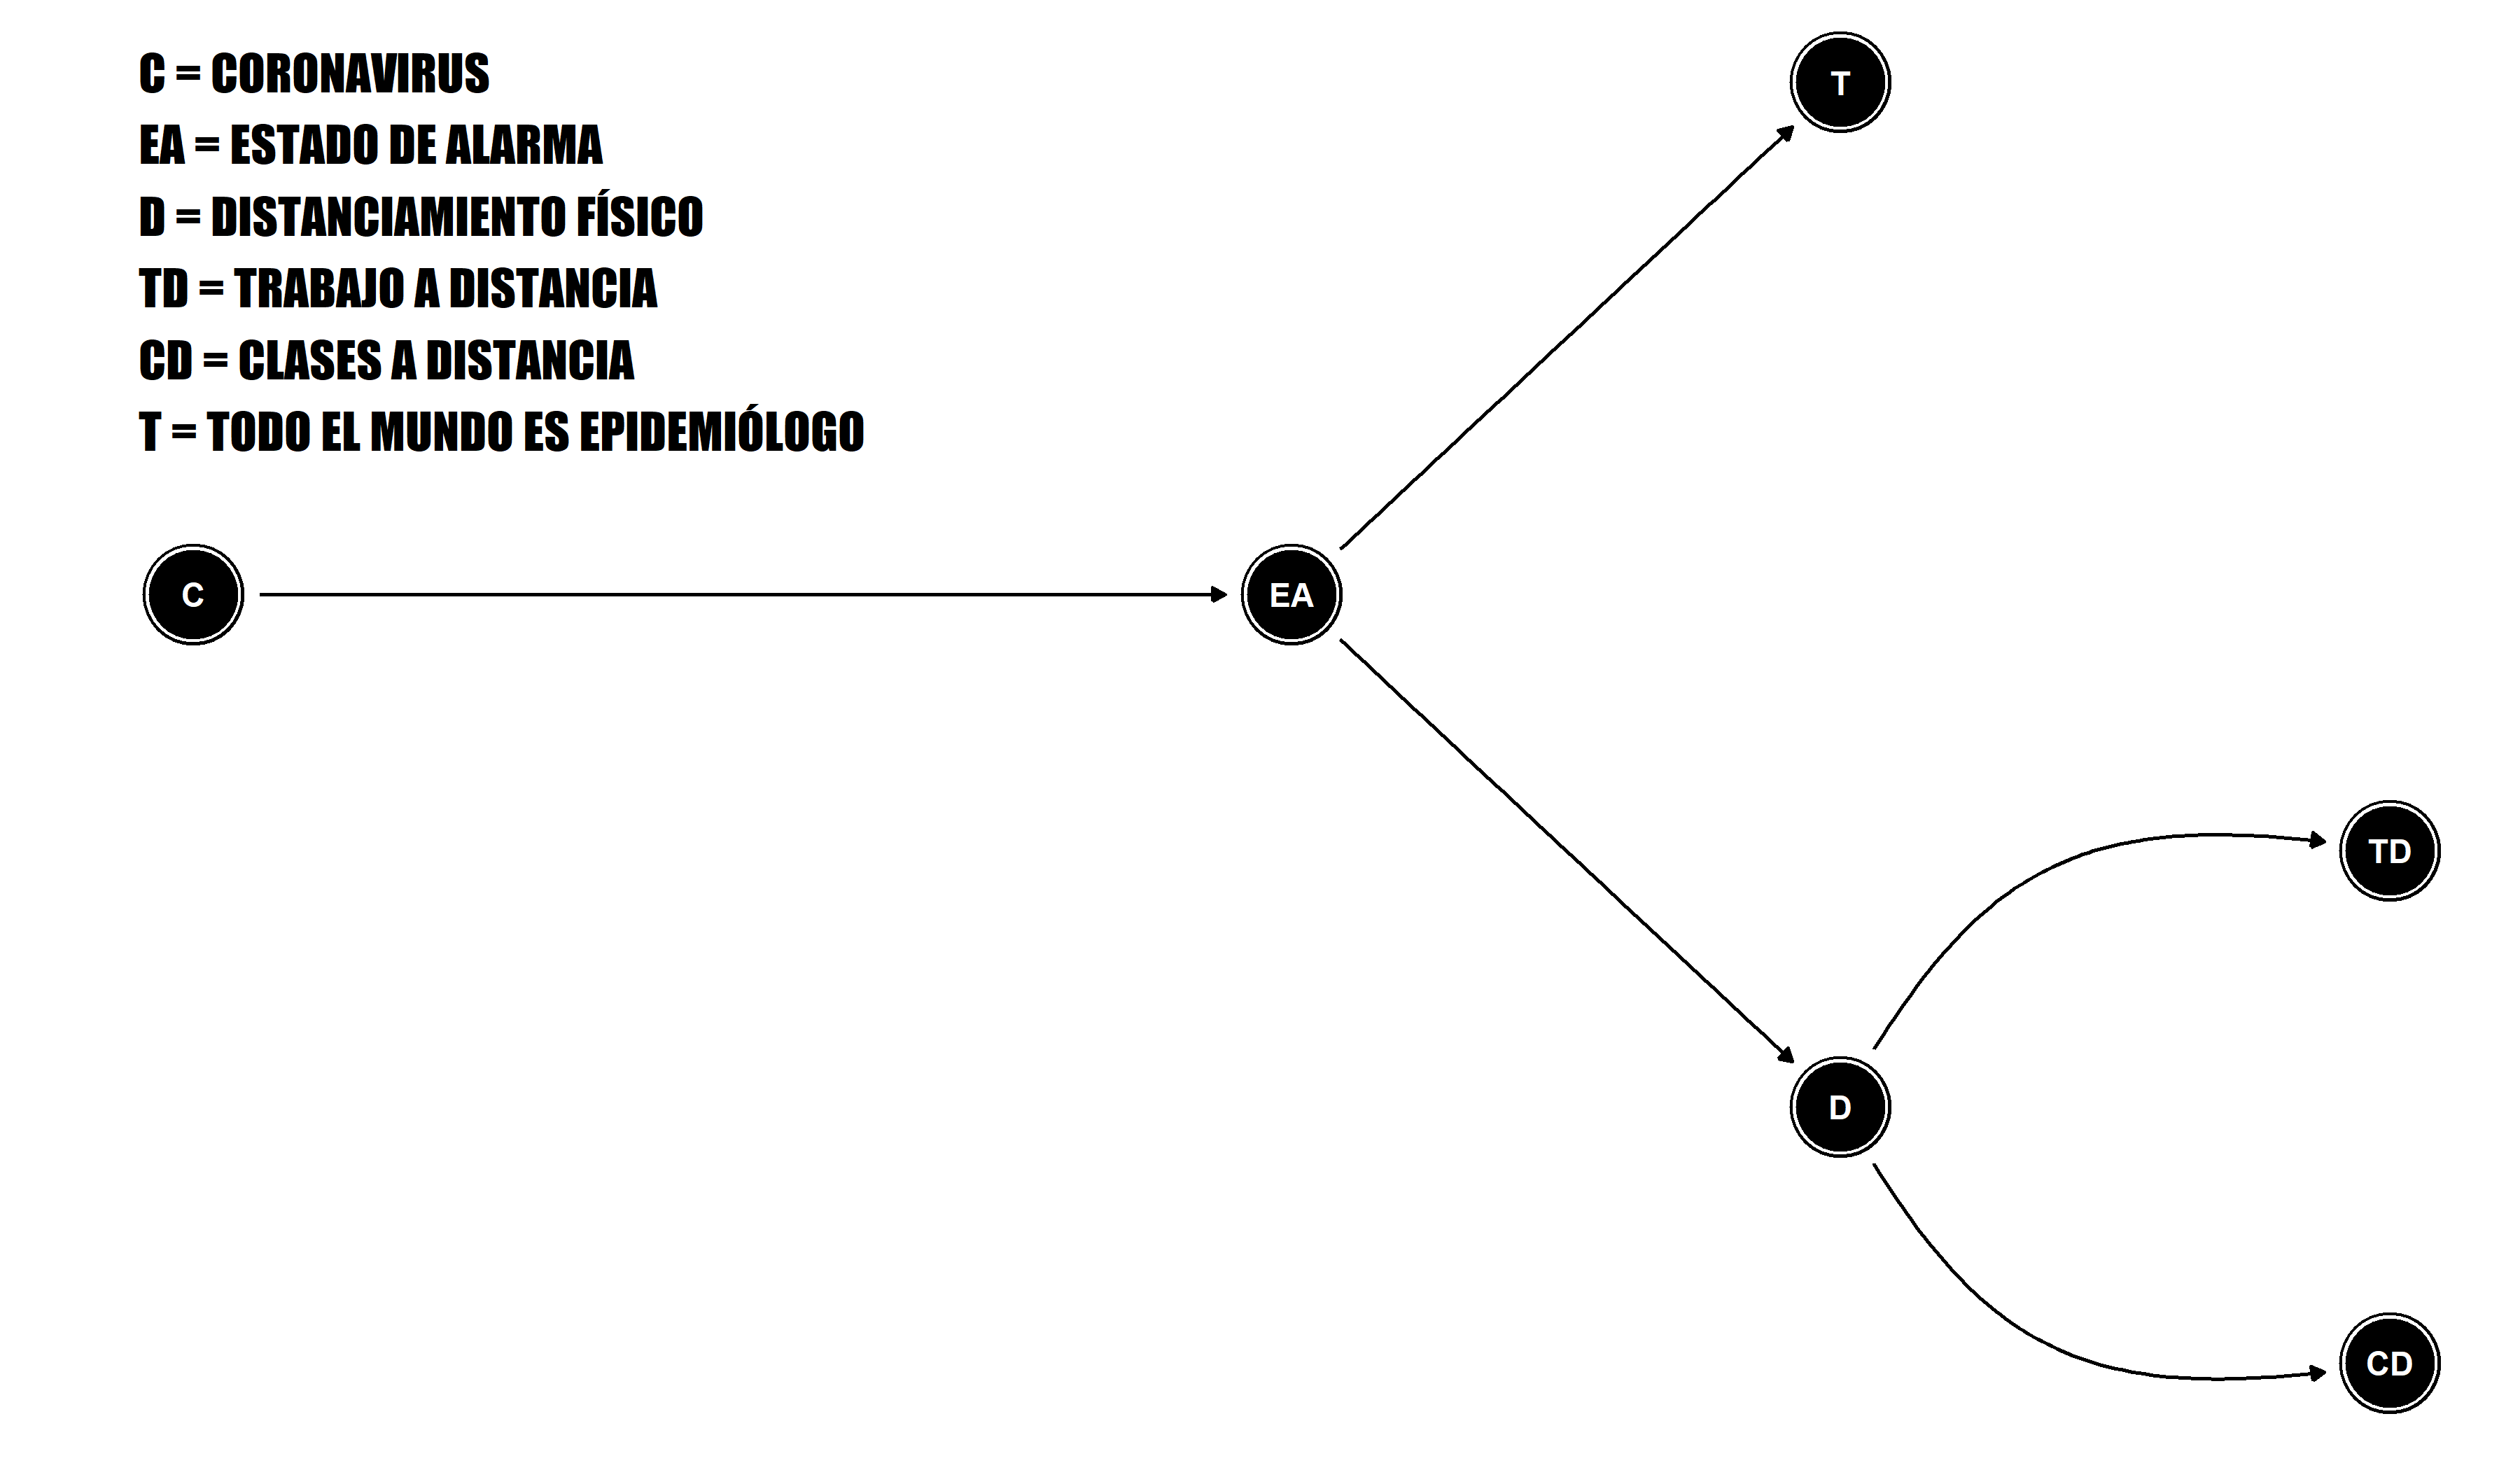 C = CORONAVIRUS
EA = ESTADO DE ALARMA
D = DISTANCIAMIENTO FÍSICO
TD = TRABAJO A DISTANCIA
CD = CLASES A DISTANCIA
T = TODO EL MUNDO ES EPIDEMIÓLOGO
T
C
EA
TD
D
CD